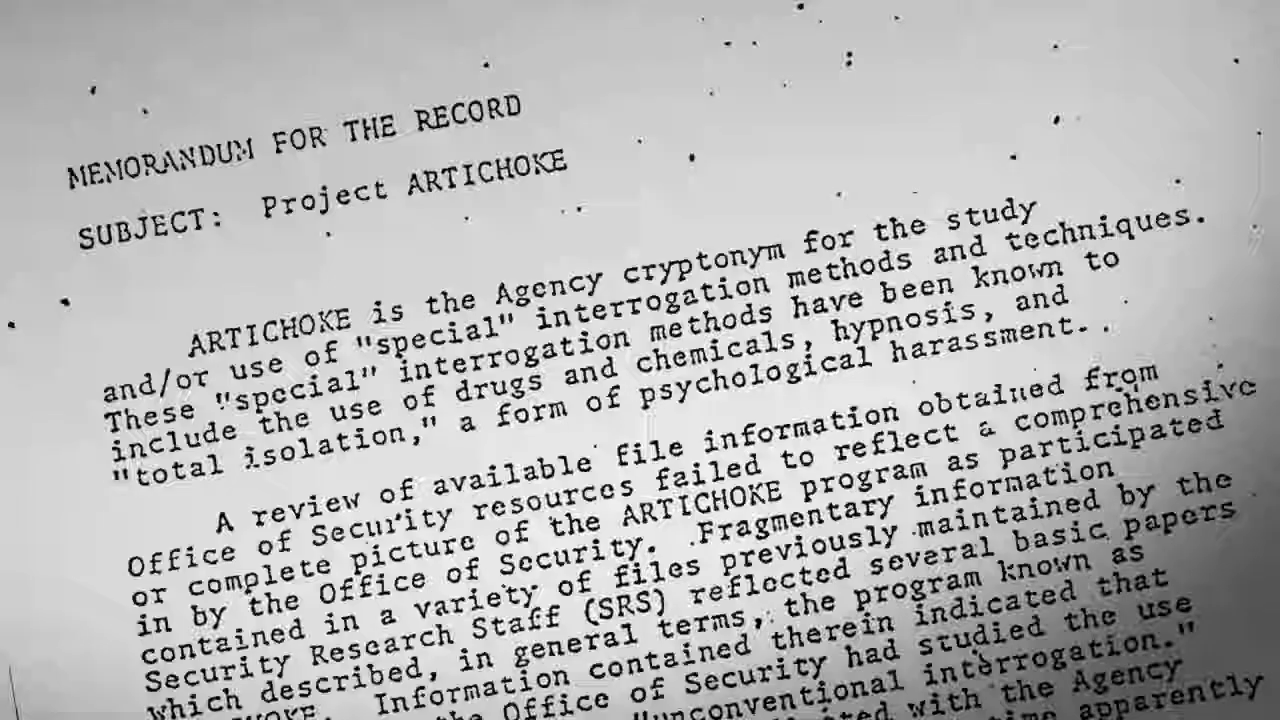 MEMORANDUM FOR THE RECORD
SUBJECT: Project ARTICHOKE
ARTICHOKE is the Agency cryptonym for the study
and/or use of "special" interrogation methods and techniques.
These "special" interrogation methods have been known to
include the use of drugs and chemicals, hypnosis, and
"total isolation," a form of psychological harassment.
A review of available file information obtained from
Office of Security resources failed to reflect a comprehensive
or complete picture of the ARTICHOKE program as participated
in by the Office of Security. Fragmentary information
contained in a variety of files previously maintained by the
Security Research Staff (SRS) reflected several basic papers
which described, in general terms, the program known as
Information contained therein indicated that
the Office of Security had studied the use
"unconventional interrogation."
with the Agency
time apparently